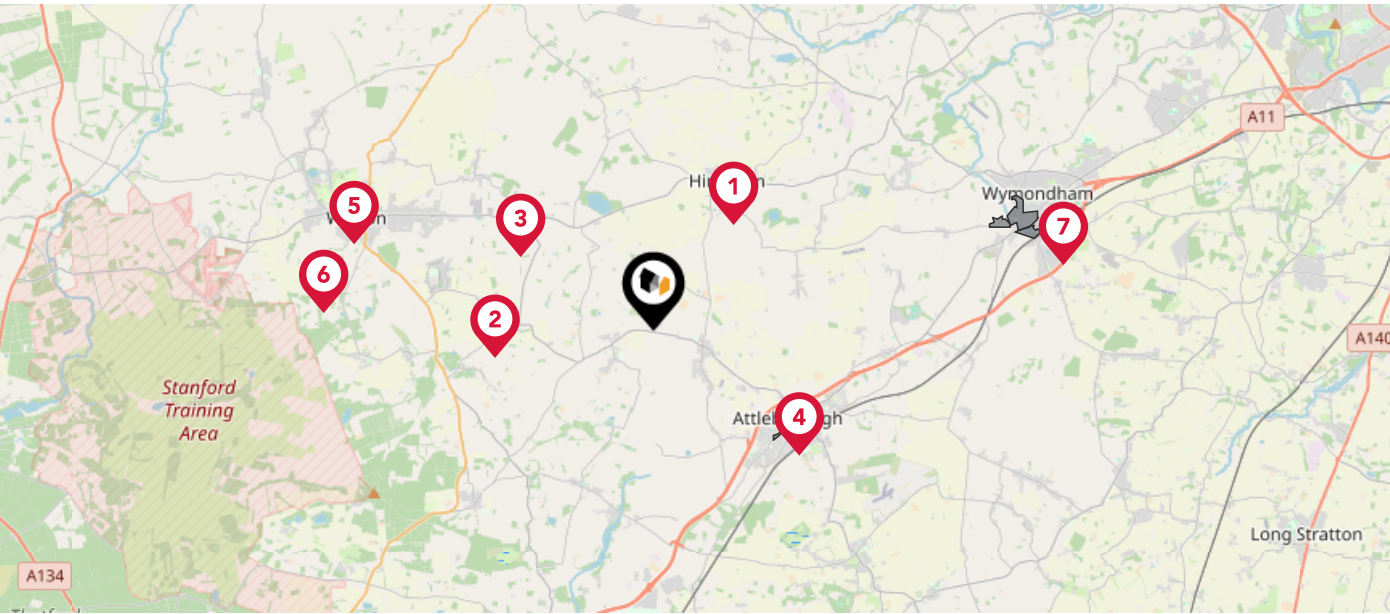 A11
Wymondham
1
5
3
7
6
2
A140
Stanford
Training
Area
4
Long Stratton
A134